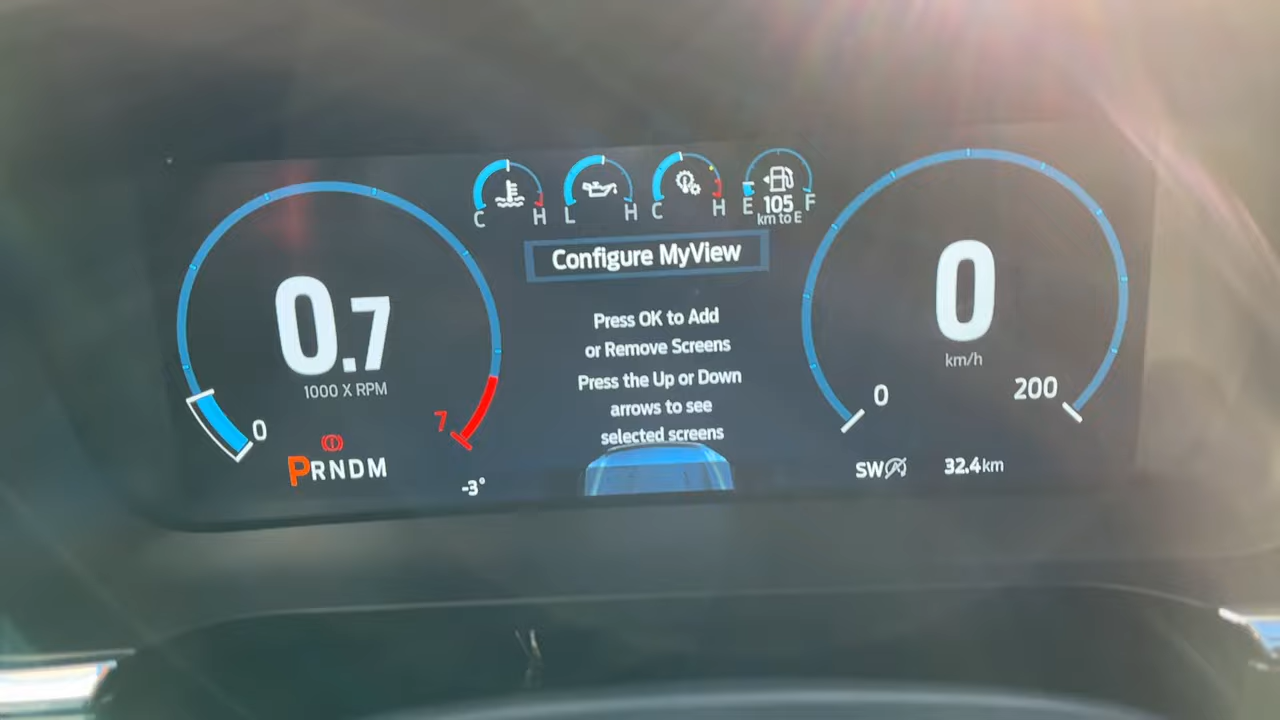 C H
L H
C H
E 105 F
km to E
Configure MyView
Press OK to Add
or Remove Screens
Press the Up or Down
arrows to see
selected screens
0.7
1000 X RPM
0
7
PRNDM
-3°
0
km/h
0
200
SW
32.4km